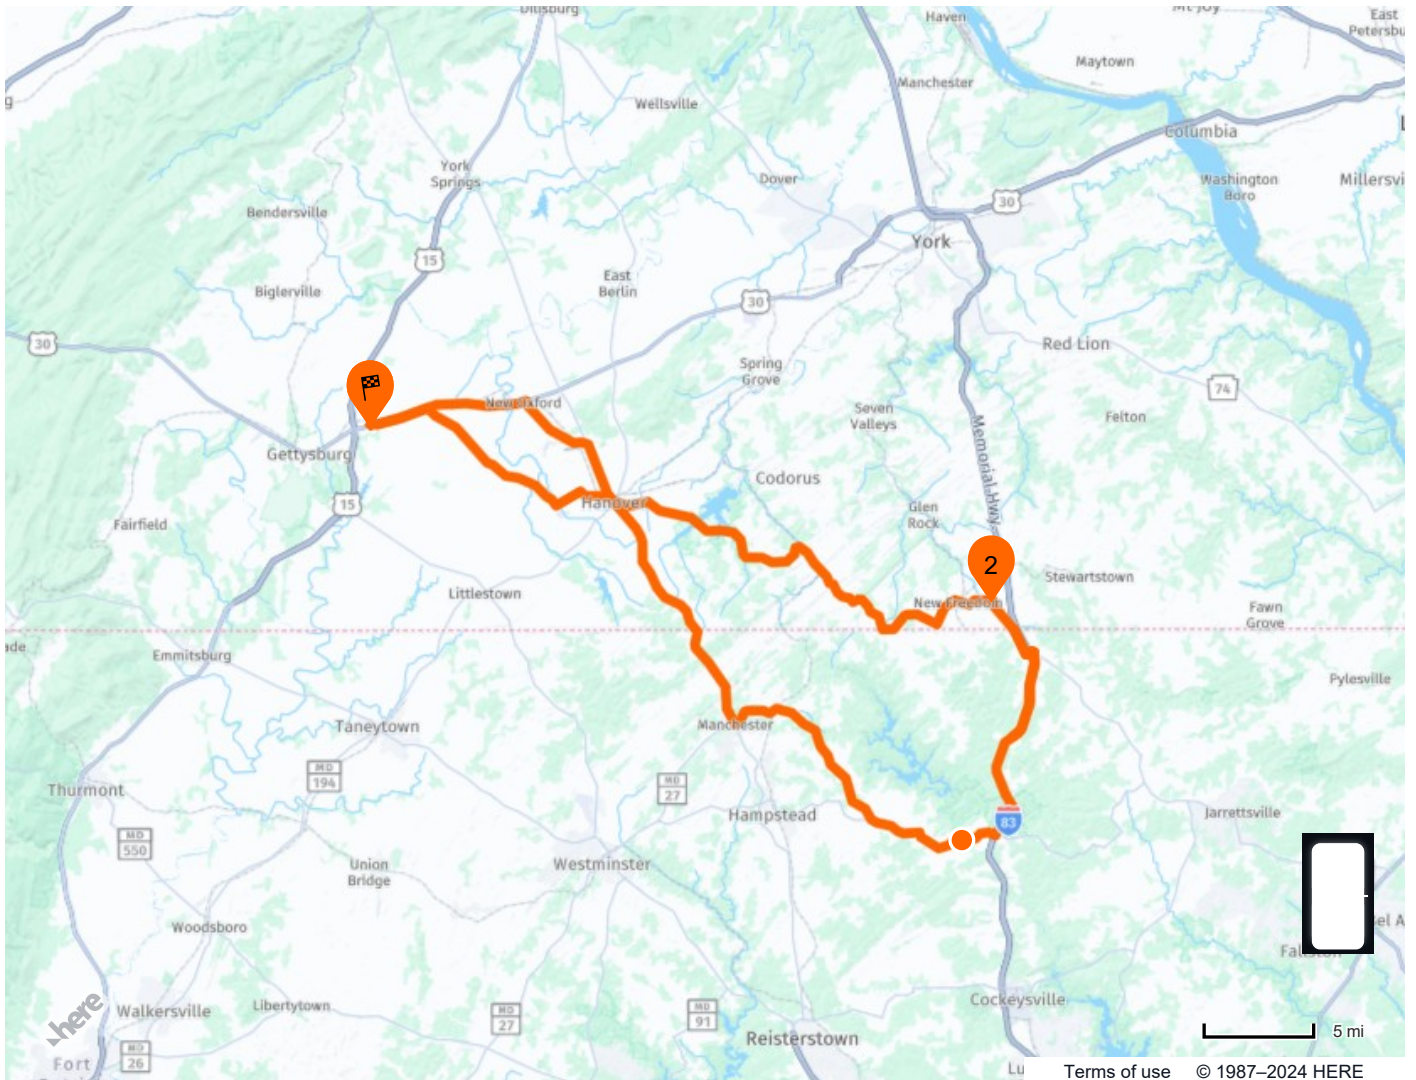 Dillsburg
Haven
Mt Joy
East
Petersbu
Maytown
Manchester
Wellsville
Columbia
York
Springs
Dover
Washington
Boro
Millersvi
30
Bendersville
York
15
East
Berlin
Biglerville
30
30
Red Lion
Spring
Grove
74
New Oxford
Seven
Valleys
Felton
Memorial Hwy
Gettysburg
Codorus
15
Hanover
Glen
Rock
Fairfield
2
Stewartstown
Littlestown
New Freedom
Fawn
Grove
ade
Emmitsburg
Pylesville
Taneytown
Manchester
MD
194
MD
27
Thurmont
Hampstead
83
Jarrettsville
MD
550
Union
Bridge
Westminster
Woodsboro
el A
Fallston
Walkersville
Libertytown
MD
27
MD
91
Cockeysville
here
5 mi
Reisterstown
MD
26
Fort
Lu
Terms of use © 1987–2024 HERE